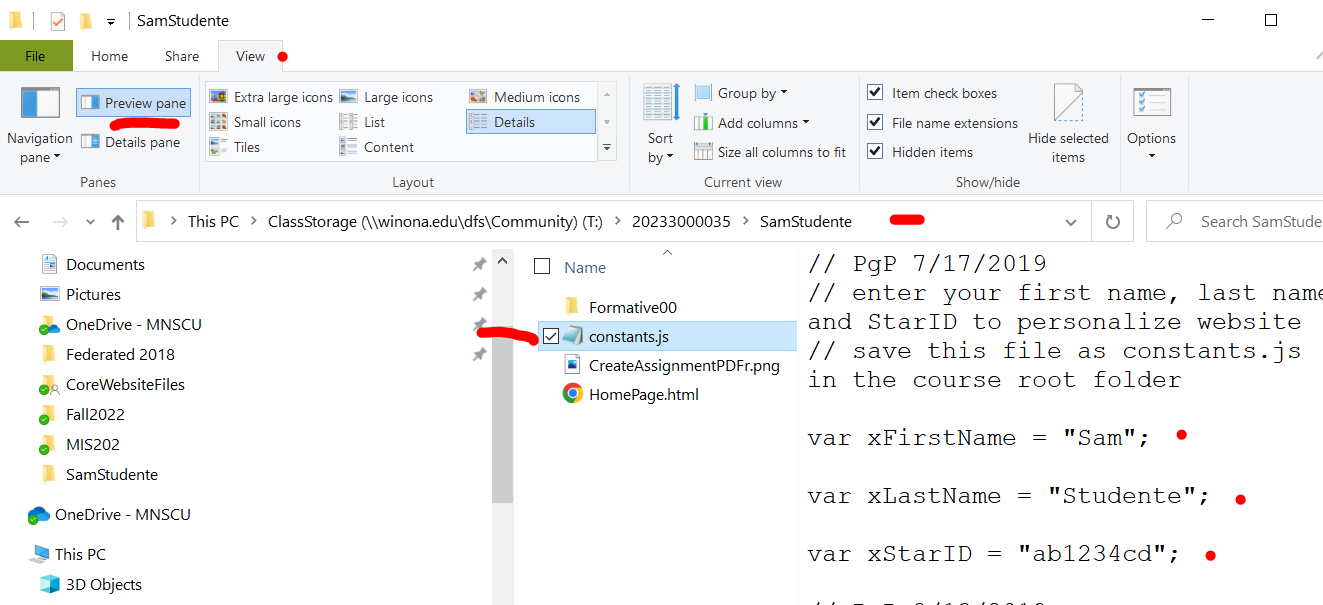 SamStudente
File Home Share View
Navigation pane
Preview pane
Details pane
Panes
Extra large icons Large icons Medium icons
Small icons List Details
Tiles Content
Layout
Sort by
Group by
Add columns
Size all columns to fit
Current view
Item check boxes
File name extensions
Hidden items
Hide selected items
Show/hide
Options
This PC > ClassStorage (\\winona.edu\dfs\Community) (T:) > 20233000035 > SamStudente
Search SamStude
Documents
Pictures
OneDrive - MNSCU
Federated 2018
CoreWebsiteFiles
Fall2022
MIS202
SamStudente
OneDrive - MNSCU
This PC
3D Objects
Name
Formative00
constants.js
CreateAssignmentPDFr.png
HomePage.html
// PgP 7/17/2019
// enter your first name, last name
and StarID to personalize website
// save this file as constants.js
in the course root folder
var xFirstName = "Sam";
var xLastName = "Studente";
var xStarID = "ab1234cd";